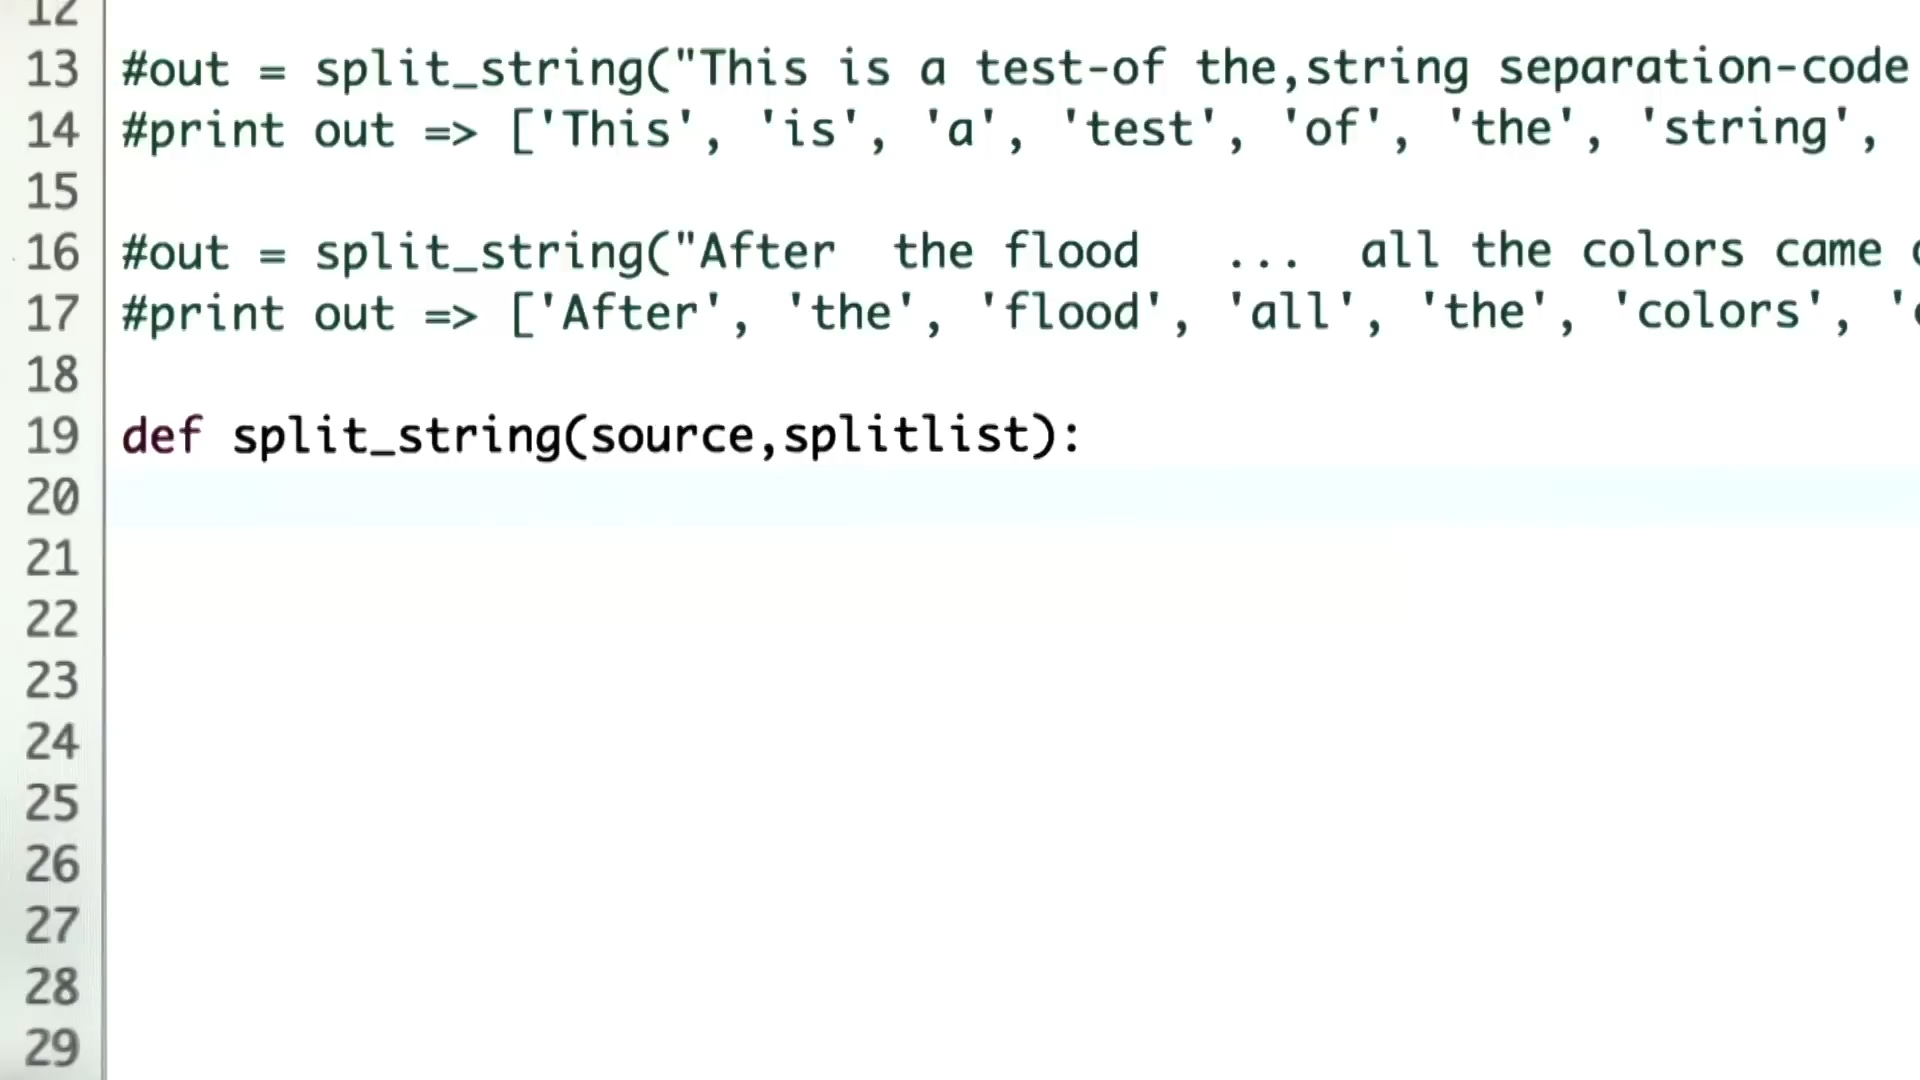 12
13 #out = split_string("This is a test-of the,string separation-code
14 #print out => ['This', 'is', 'a', 'test', 'of', 'the', 'string',
15
16 #out = split_string("After  the flood   ...  all the colors came
17 #print out => ['After', 'the', 'flood', 'all', 'the', 'colors', '
18
19 def split_string(source,splitlist):
20
21
22
23
24
25
26
27
28
29